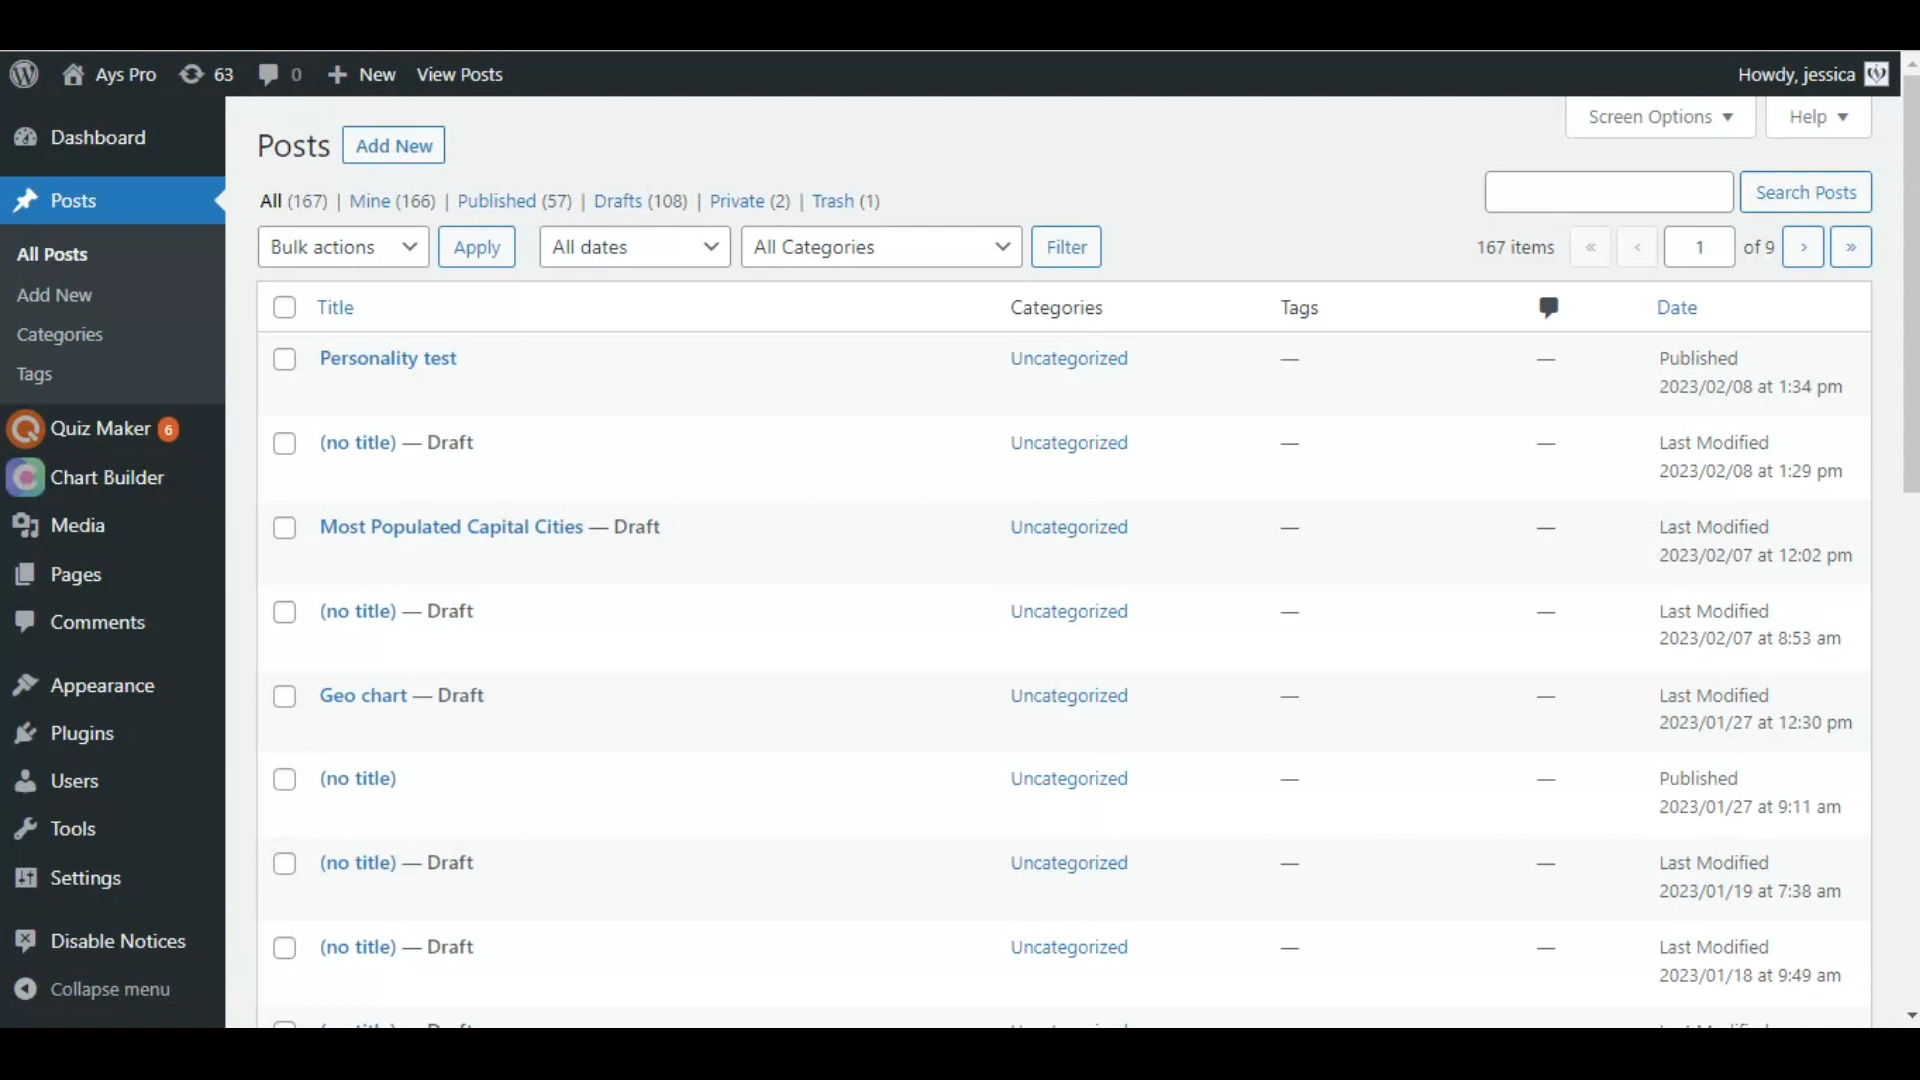 Ays Pro 63 0 New View Posts Howdy, jessica
Screen Options Help
Dashboard
Posts
All Posts
Add New
Categories
Tags
Quiz Maker 6
Chart Builder
Media
Pages
Comments
Appearance
Plugins
Users
Tools
Settings
Disable Notices
Collapse menu
Posts Add New
All (167) | Mine (166) | Published (57) | Drafts (108) | Private (2) | Trash (1)
Search Posts
Bulk actions Apply All dates All Categories Filter 167 items « ‹ 1 of 9 › »
Title Categories Tags Date
Personality test Uncategorized — — Published
2023/02/08 at 1:34 pm
(no title) — Draft Uncategorized — — Last Modified
2023/02/08 at 1:29 pm
Most Populated Capital Cities — Draft Uncategorized — — Last Modified
2023/02/07 at 12:02 pm
(no title) — Draft Uncategorized — — Last Modified
2023/02/07 at 8:53 am
Geo chart — Draft Uncategorized — — Last Modified
2023/01/27 at 12:30 pm
(no title) Uncategorized — — Published
2023/01/27 at 9:11 am
(no title) — Draft Uncategorized — — Last Modified
2023/01/19 at 7:38 am
(no title) — Draft Uncategorized — — Last Modified
2023/01/18 at 9:49 am